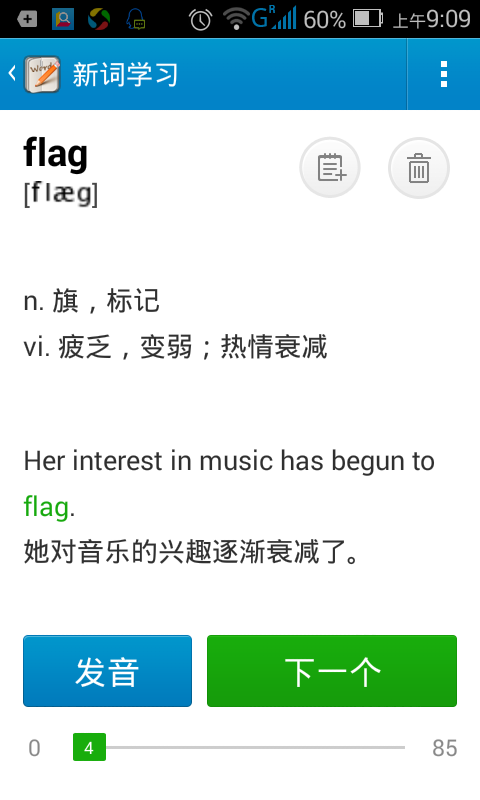 G R 60% 上午9:09
Words 新词学习
flag
[flæg]
n. 旗，标记
vi. 疲乏，变弱；热情衰减
Her interest in music has begun to
flag.
她对音乐的兴趣逐渐衰减了。
发音 下一个
0 4 85